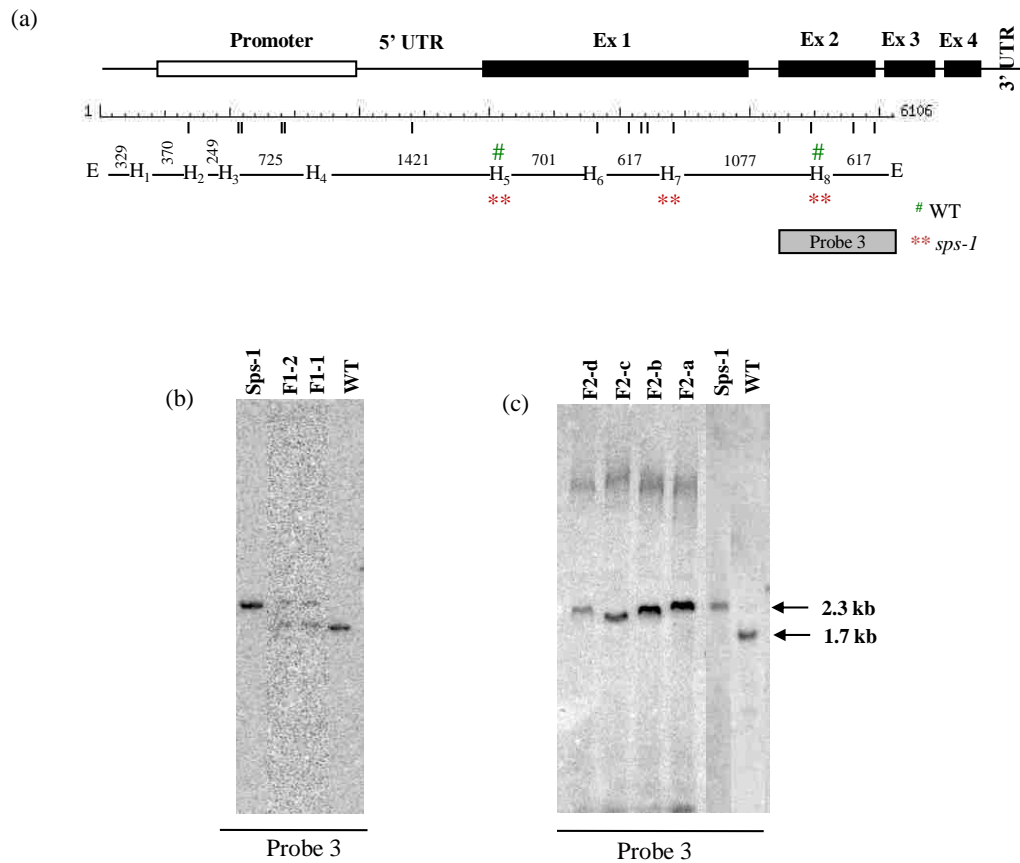 (a)
Promoter 5’ UTR Ex 1 Ex 2 Ex 3 Ex 4 3’ UTR
1 6106
# #
329 370 249 725 1421 701 617 1077 617
E H1 H2 H3 H4 H5 H6 H7 H8 E
** ** **
# WT
Probe 3 ** sps-1
(b) Sps-1 F1-2 F1-1 WT
(c) F2-d F2-c F2-b F2-a Sps-1 WT
2.3 kb
1.7 kb
Probe 3
Probe 3